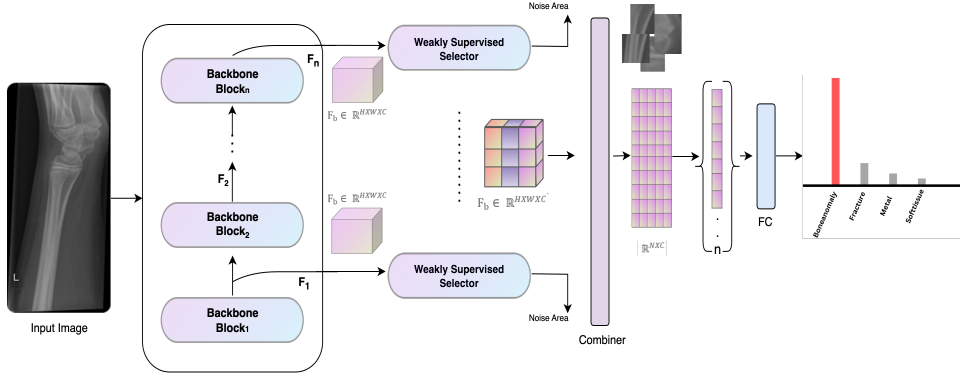 Noise Area
Weakly Supervised
Selector
Fn
Backbone
Blockn
Fb ∈ ℝHXWXC
F2
Fb ∈ ℝHXWXC
Fb ∈ ℝHXWXC'
Backbone
Block2
Weakly Supervised
Selector
F1
Backbone
Block1
Noise Area
L
Input Image
Combiner
ℝNXC
n
FC
Boneanomaly
Fracture
Metal
Softtissue